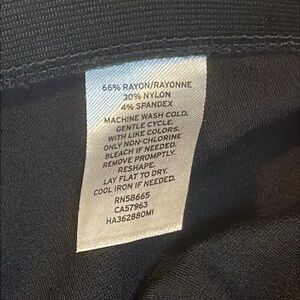 66% RAYON/RAYONNE
30% NYLON
4% SPANDEX
MACHINE WASH COLD.
GENTLE CYCLE.
WITH LIKE COLORS.
ONLY NON-CHLORINE
BLEACH IF NEEDED.
REMOVE PROMPTLY.
RESHAPE.
LAY FLAT TO DRY.
COOL IRON IF NEEDED.
RN58665
CA57963
HA362880MI